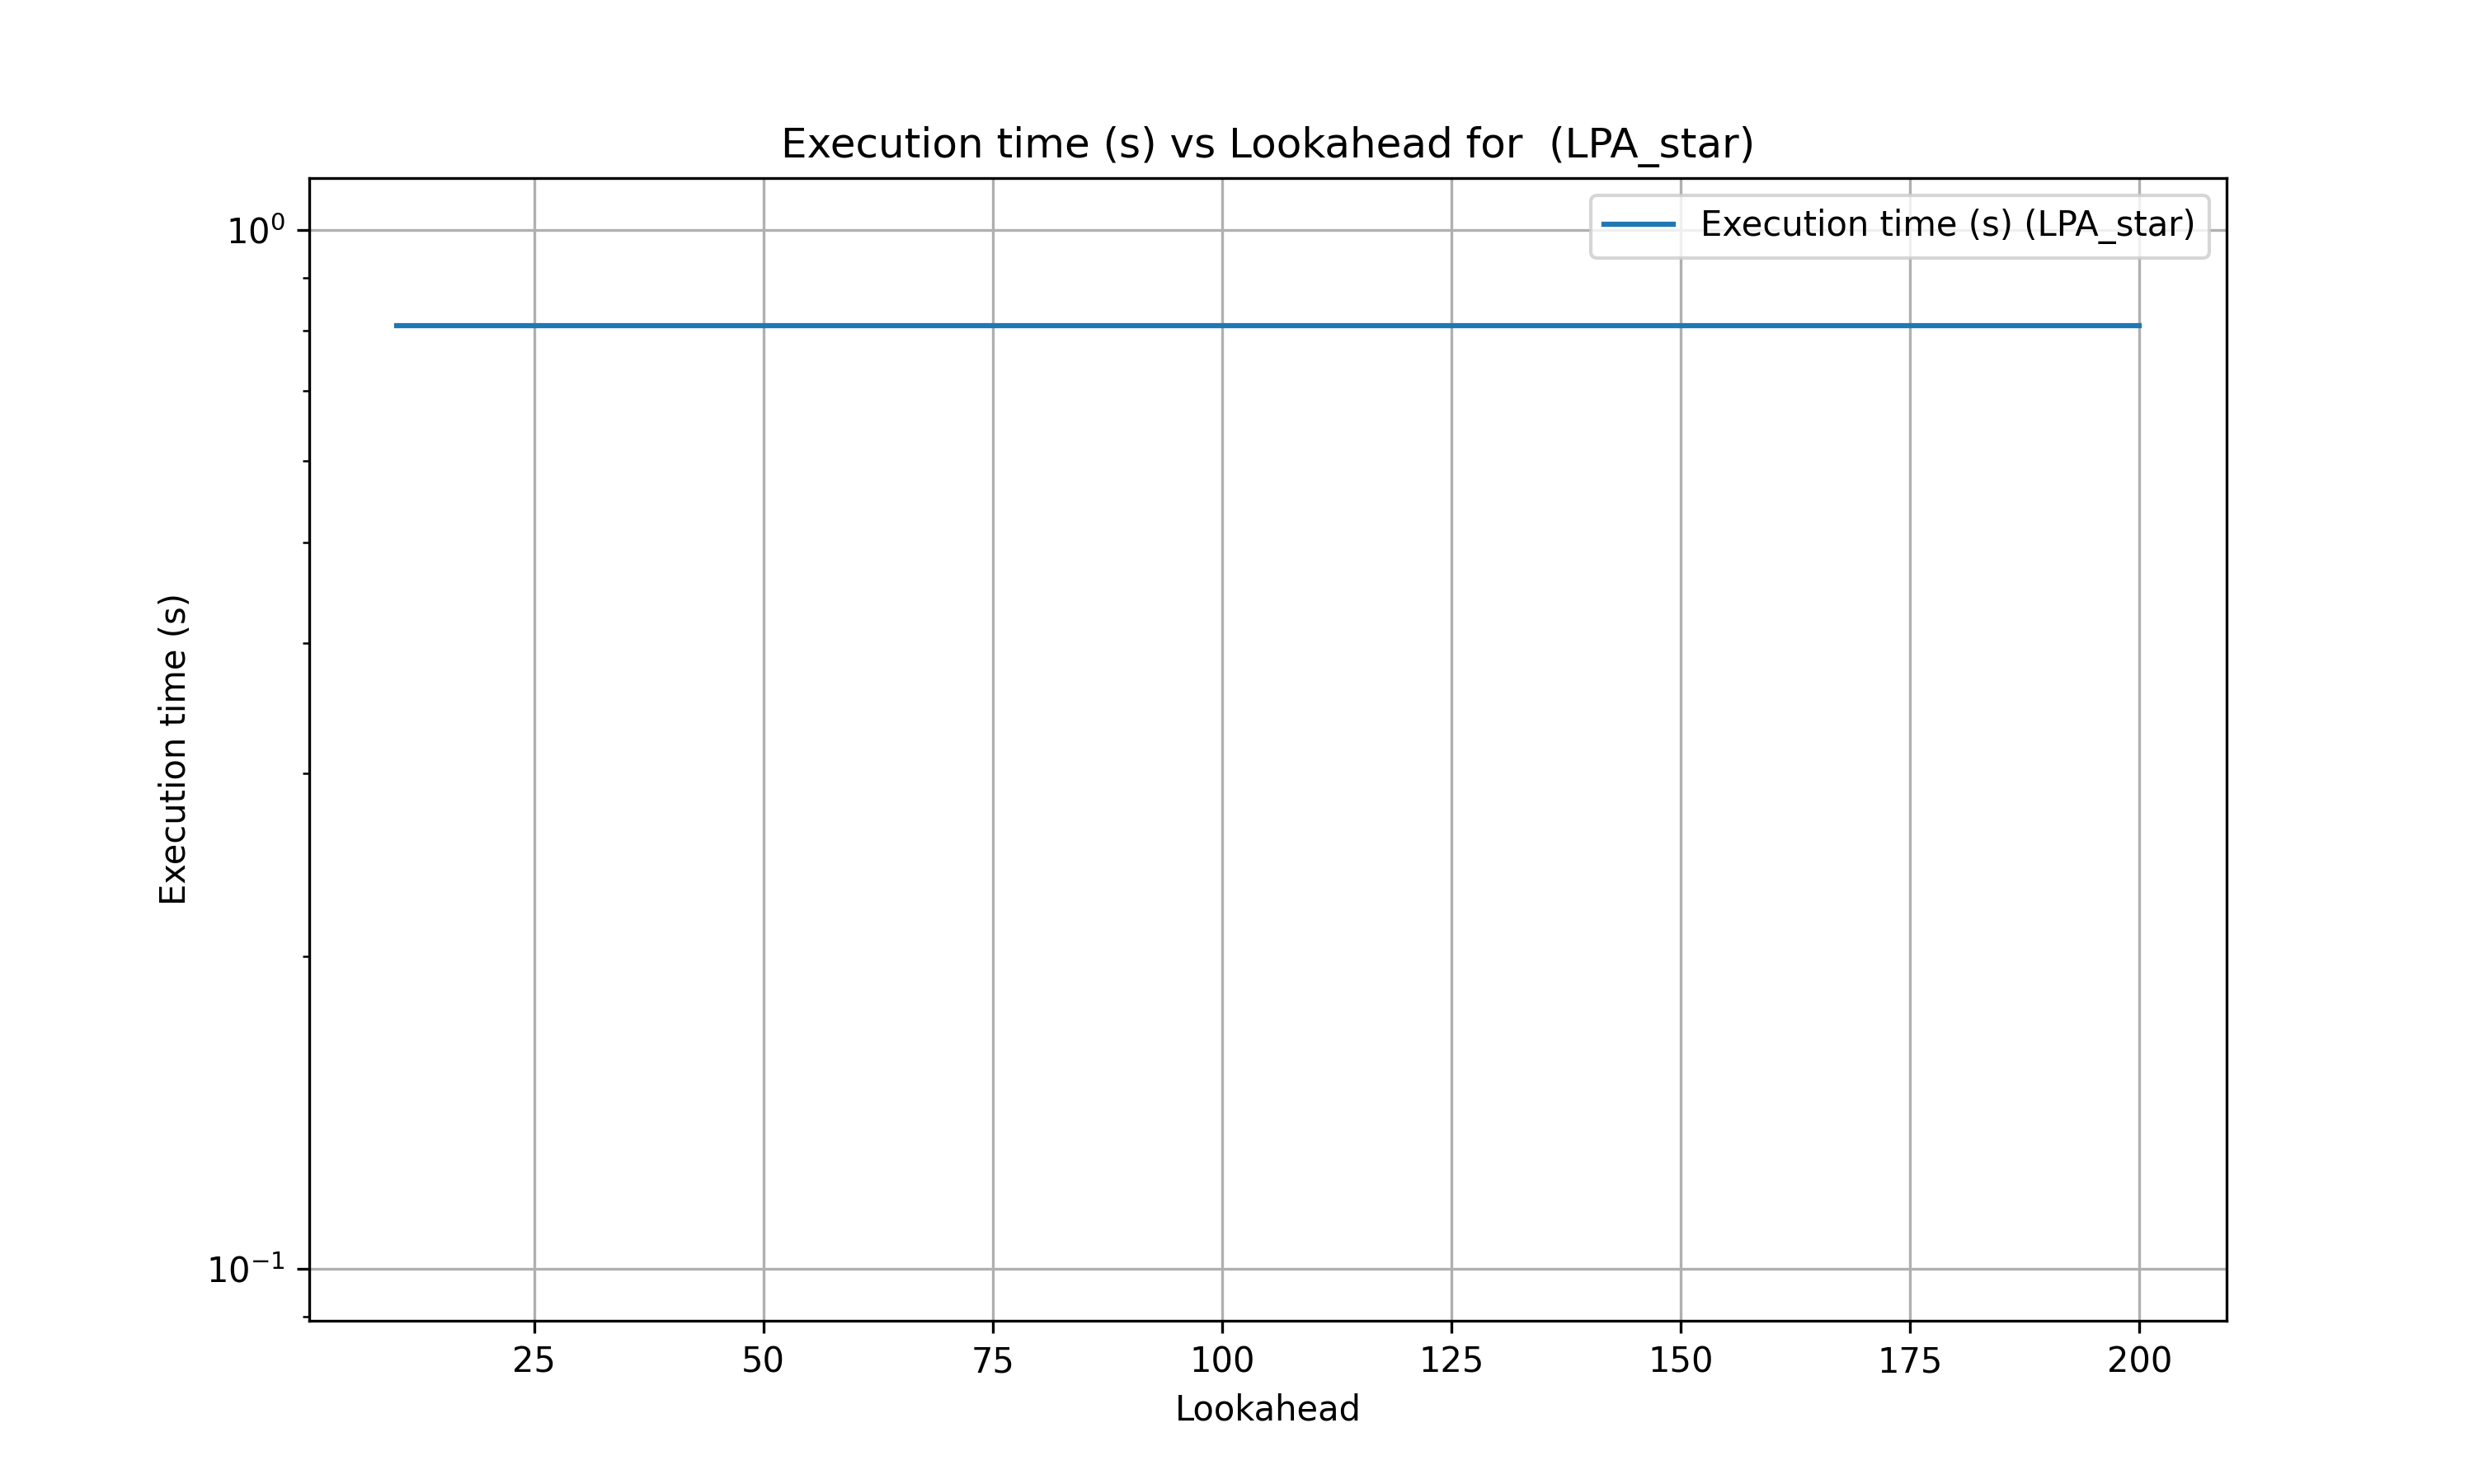 Execution time (s) vs Lookahead for  (LPA_star)
Execution time (s) (LPA_star)
10⁰
10⁻¹
Execution time (s)
25 50 75 100 125 150 175 200
Lookahead